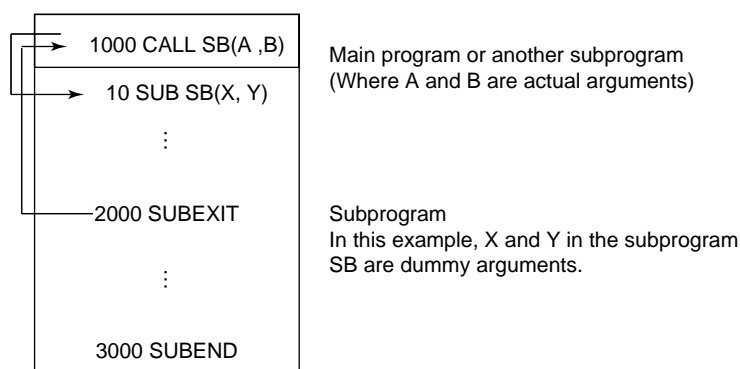 1000 CALL SB(A ,B)
Main program or another subprogram
(Where A and B are actual arguments)
10 SUB SB(X, Y)
⋮
2000 SUBEXIT
Subprogram
In this example, X and Y in the subprogram
SB are dummy arguments.
⋮
3000 SUBEND